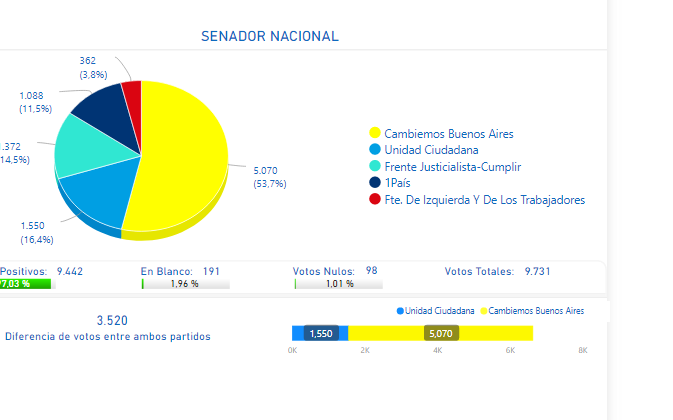 SENADOR NACIONAL
362
(3,8%)
1.088
(11,5%)
.372
14,5%)
1.550
(16,4%)
5.070
(53,7%)
Cambiemos Buenos Aires
Unidad Ciudadana
Frente Justicialista-Cumplir
1País
Fte. De Izquierda Y De Los Trabajadores
Positivos: 9.442 En Blanco: 191 Votos Nulos: 98 Votos Totales: 9.731
7,03 % 1,96 % 1,01 %
3.520
Diferencia de votos entre ambos partidos
Unidad Ciudadana Cambiemos Buenos Aires
1,550 5,070
0K 2K 4K 6K 8K